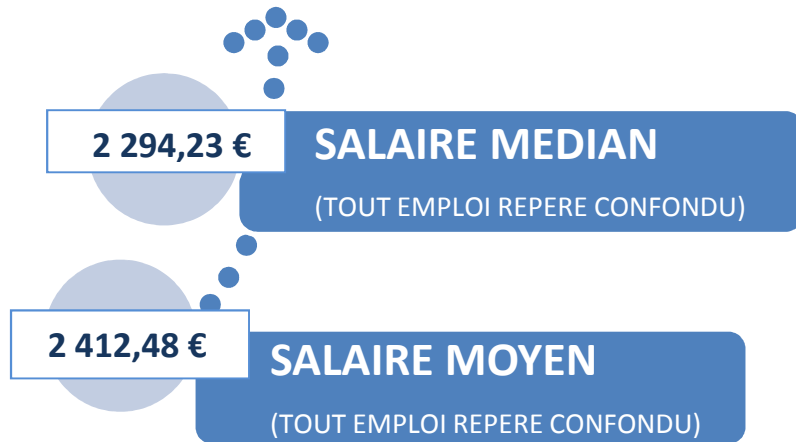 2 294,23 €
SALAIRE MEDIAN
(TOUT EMPLOI REPERE CONFONDU)
2 412,48 €
SALAIRE MOYEN
(TOUT EMPLOI REPERE CONFONDU)